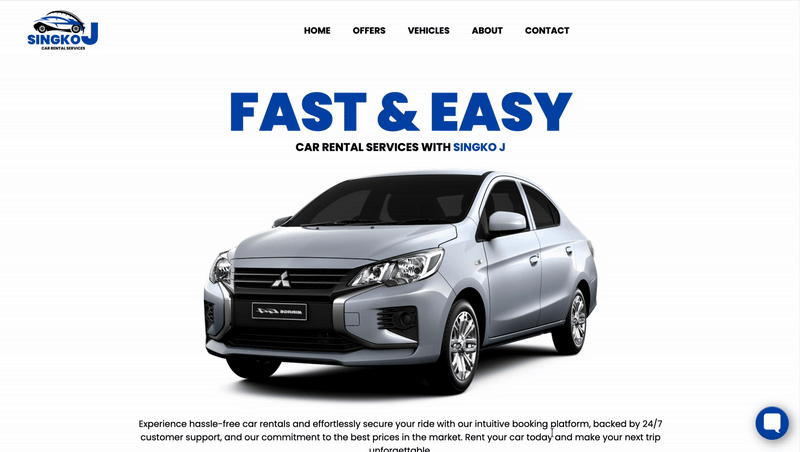 SINGKO J
CAR RENTAL SERVICES
HOME OFFERS VEHICLES ABOUT CONTACT
FAST & EASY
CAR RENTAL SERVICES WITH SINGKO J
Experience hassle-free car rentals and effortlessly secure your ride with our intuitive booking platform, backed by 24/7
customer support, and our commitment to the best prices in the market. Rent your car today and make your next trip
unforgettable